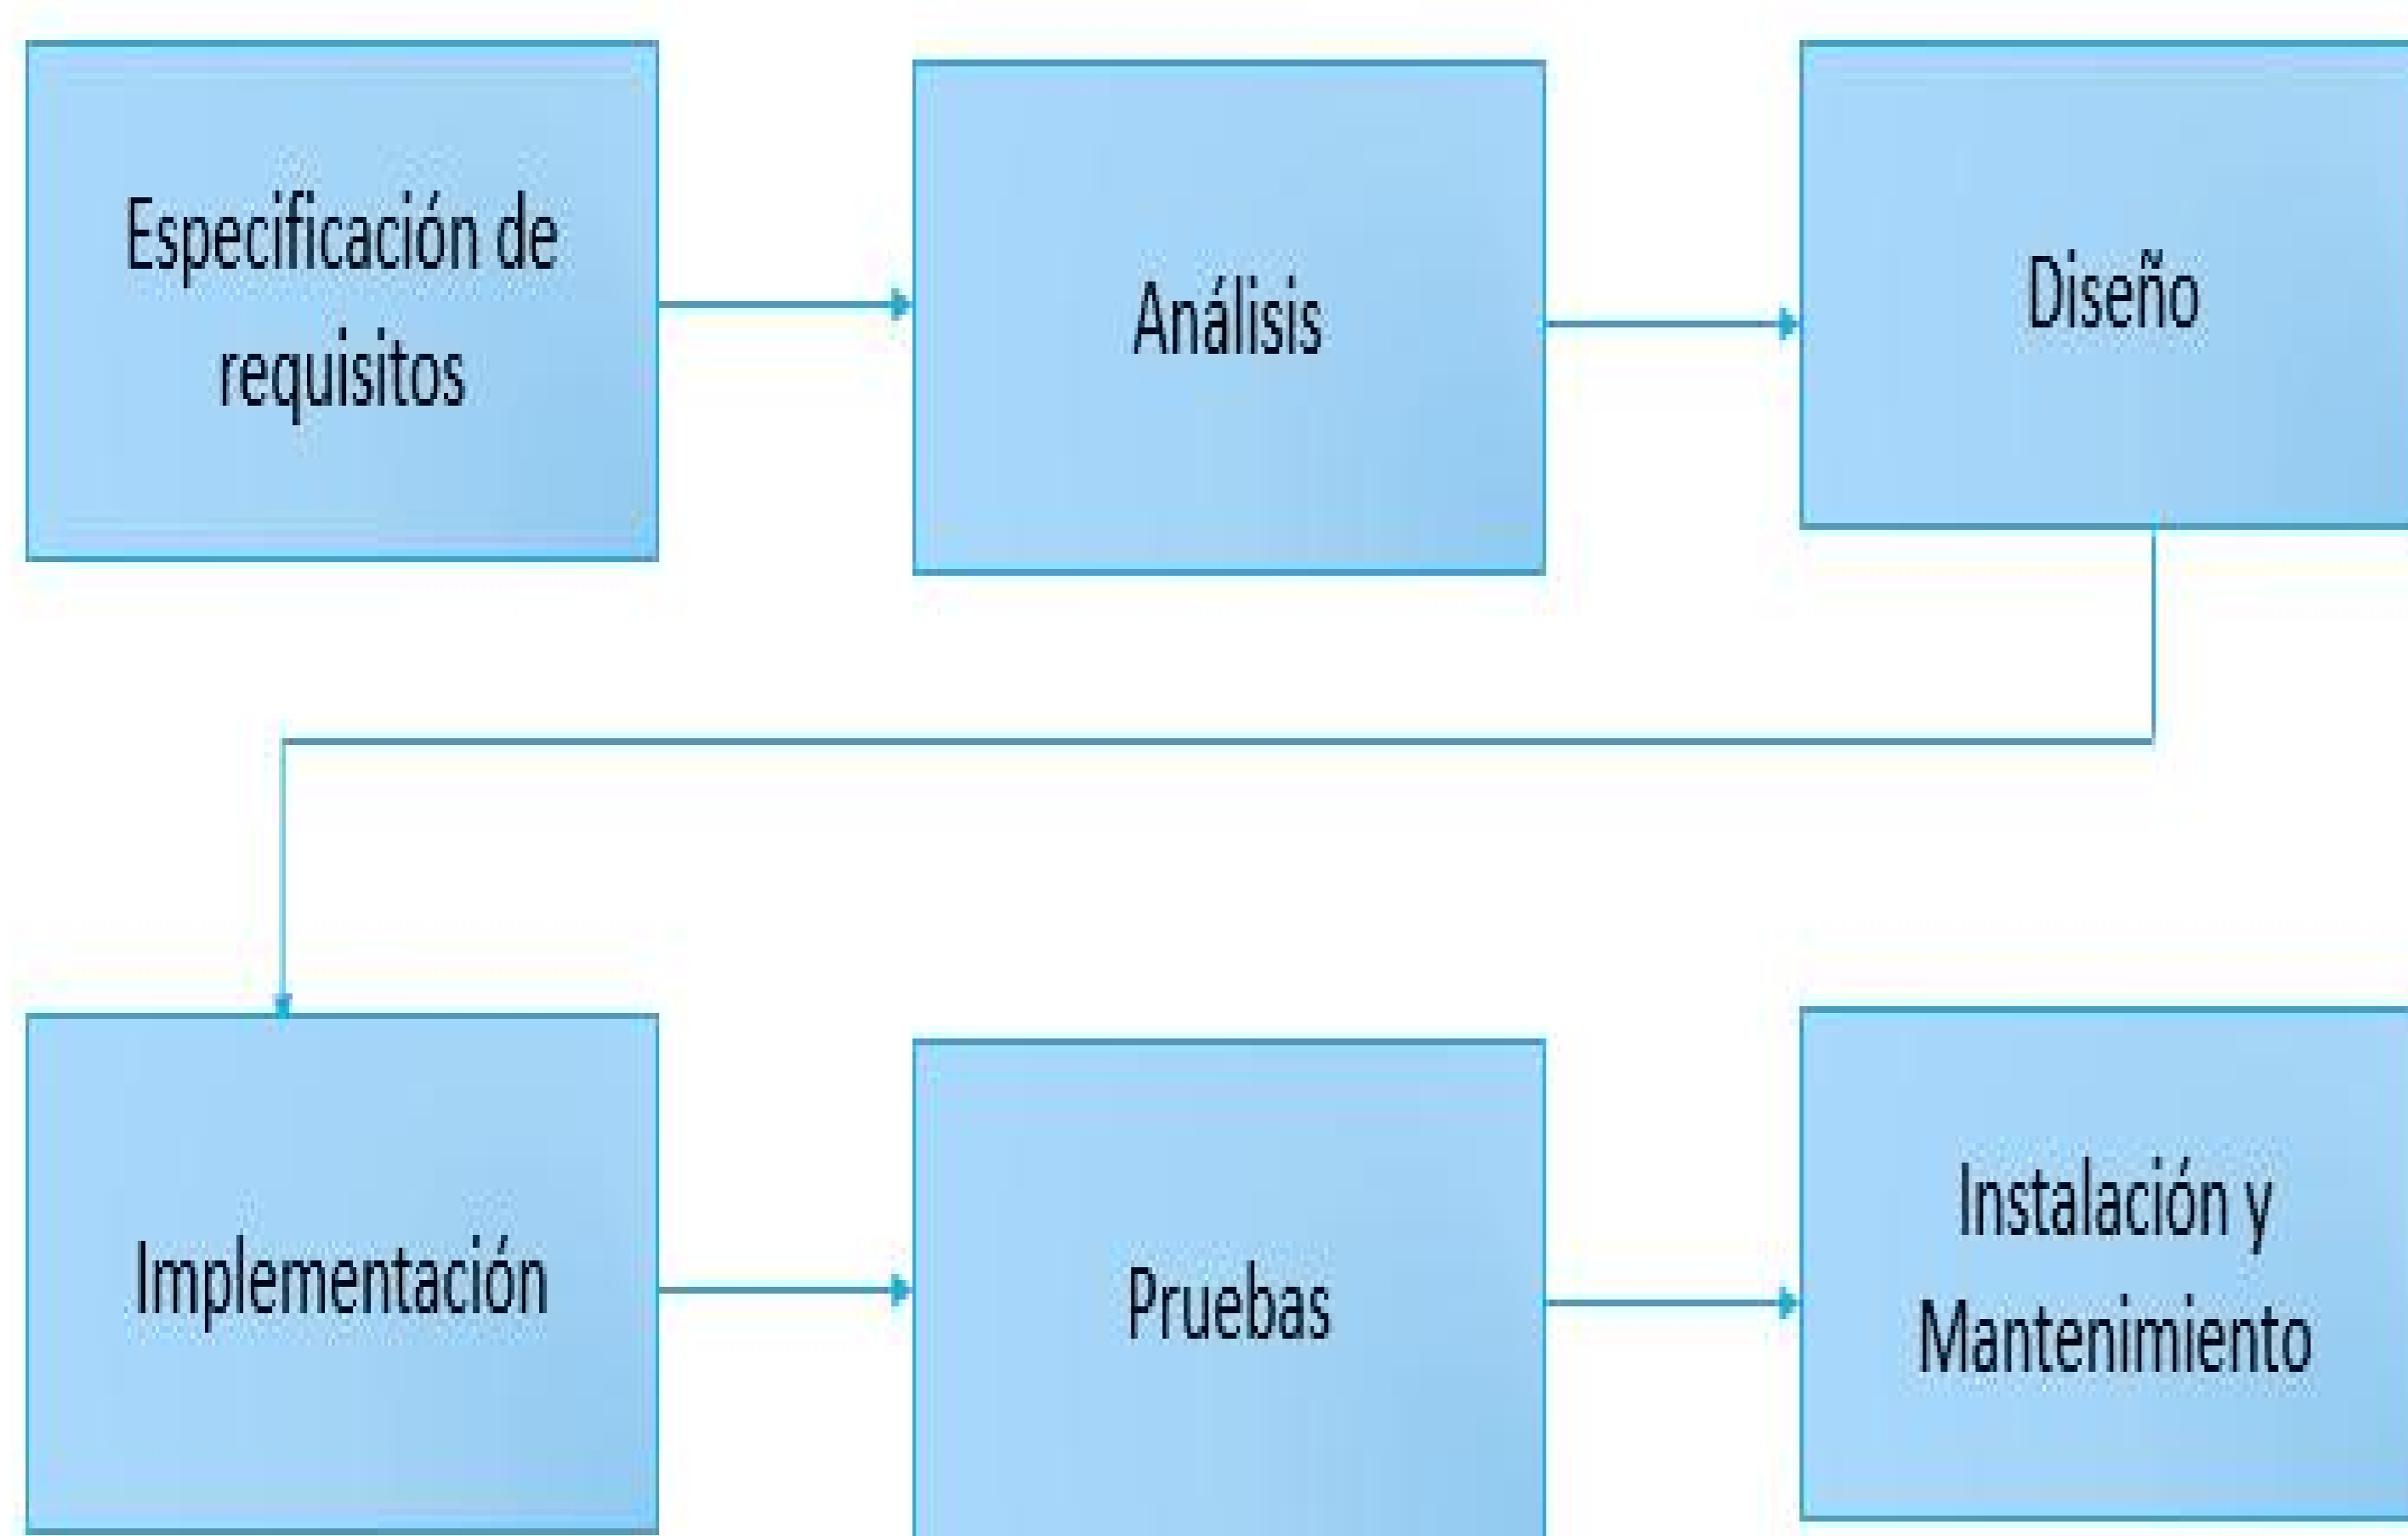 Especificación de
requisitos
Análisis
Diseño
Implementación
Pruebas
Instalación y
Mantenimiento